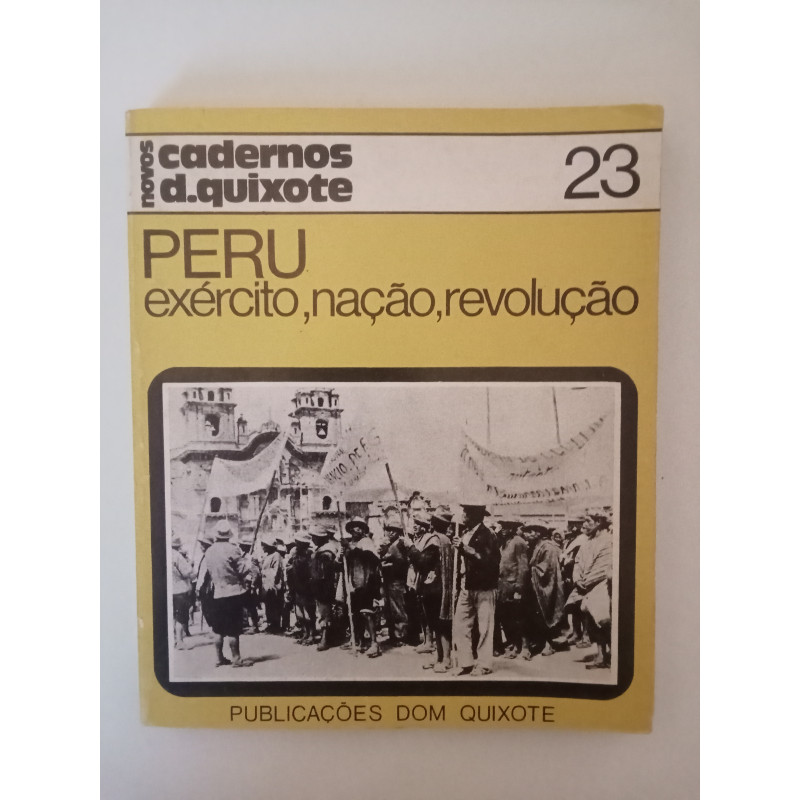 novos
cadernos
d.quixote
23
PERU
exército,nação,revolução
PUBLICAÇÕES DOM QUIXOTE